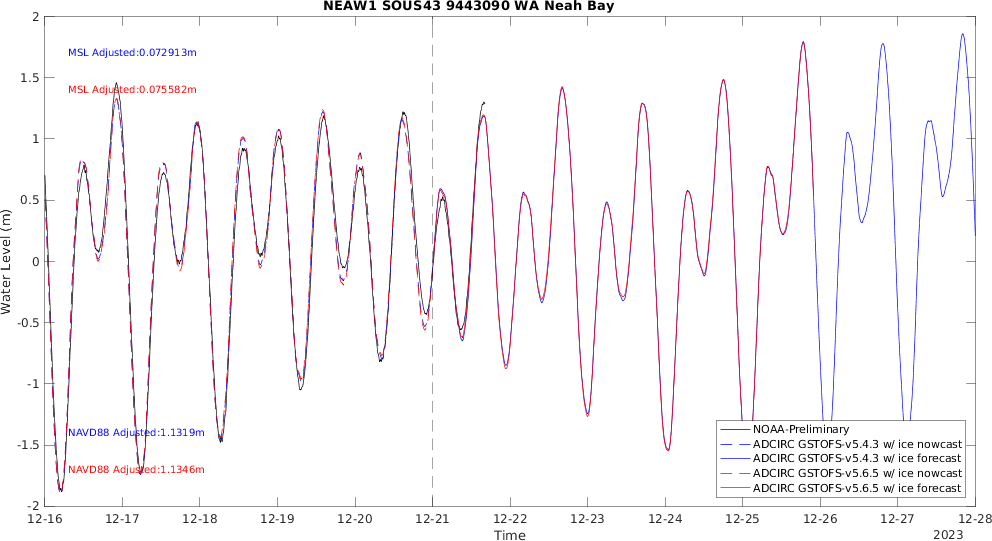 NEAW1 SOUS43 9443090 WA Neah Bay
MSL Adjusted:0.072913m
MSL Adjusted:0.075582m
NAVD88 Adjusted:1.1319m
NAVD88 Adjusted:1.1346m
Water Level (m)
2
1.5
1
0.5
0
-0.5
-1
-1.5
-2
NOAA-Preliminary
ADCIRC GSTOFS-v5.4.3 w/ ice nowcast
ADCIRC GSTOFS-v5.4.3 w/ ice forecast
ADCIRC GSTOFS-v5.6.5 w/ ice nowcast
ADCIRC GSTOFS-v5.6.5 w/ ice forecast
12-16 12-17 12-18 12-19 12-20 12-21 12-22 12-23 12-24 12-25 12-26 12-27 12-28
Time
2023